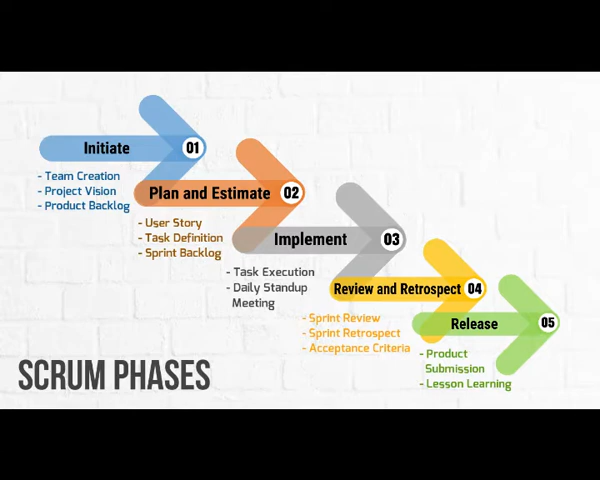 Initiate 01
- Team Creation
- Project Vision
- Product Backlog
Plan and Estimate 02
- User Story
- Task Definition
- Sprint Backlog
Implement 03
- Task Execution
- Daily Standup
Meeting
Review and Retrospect 04
- Sprint Review
- Sprint Retrospect
- Acceptance Criteria
Release 05
- Product
Submission
- Lesson Learning
SCRUM PHASES